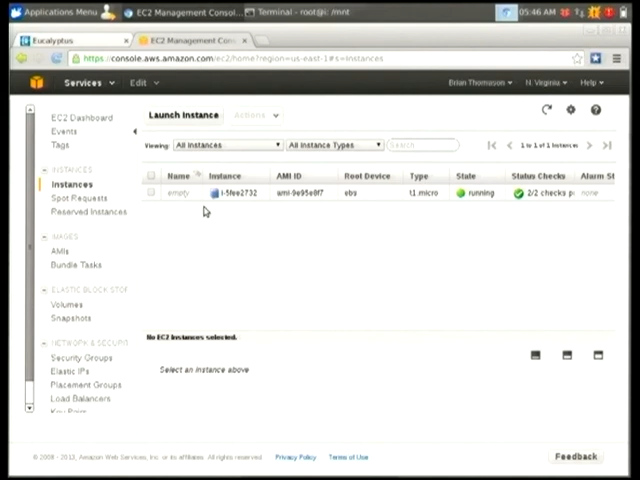 Applications Menu
EC2 Management Consol...
Terminal - root@i: /mnt
05:46 AM
Eucalyptus
EC2 Management Cons
https://console.aws.amazon.com/ec2/home?region=us-east-1#s=Instances
Services
Edit
Brian Thomason
N. Virginia
Help
EC2 Dashboard
Events
Tags
INSTANCES
Instances
Spot Requests
Reserved Instances
IMAGES
AMIs
Bundle Tasks
ELASTIC BLOCK STOR
Volumes
Snapshots
NETWORK & SECURI
Security Groups
Elastic IPs
Placement Groups
Load Balancers
Key Pairs
Launch Instance
Actions
Viewing:
All Instances
All Instance Types
Search
1 to 1 of 1 Instances
Name Instance AMI ID Root Device Type State Status Checks Alarm St
empty i-5fee2732 ami-9e95e8f7 ebs t1.micro running 2/2 checks p none
No EC2 Instances selected.
Select an instance above
© 2008 - 2013, Amazon Web Services, Inc. or its affiliates. All rights reserved.
Privacy Policy
Terms of Use
Feedback